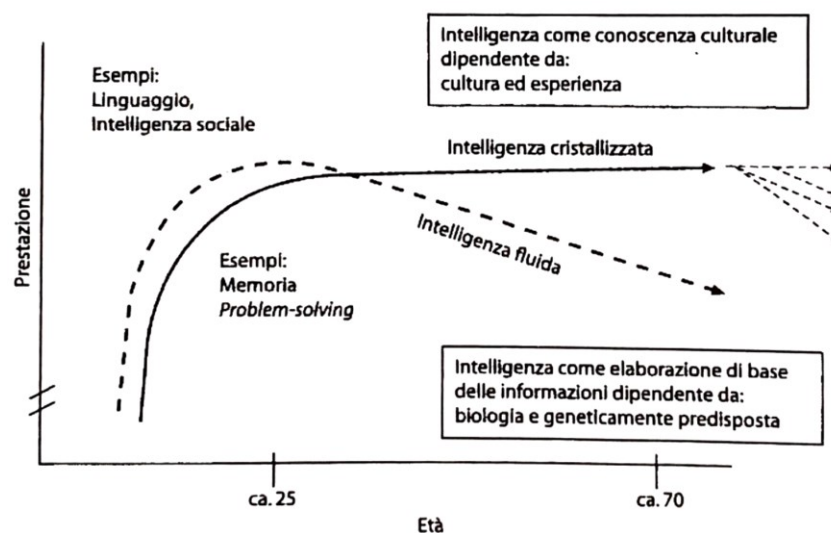 Intelligenza come conoscenza culturale
dipendente da:
cultura ed esperienza
Esempi:
Linguaggio,
Intelligenza sociale
Intelligenza cristallizzata
Intelligenza fluida
Prestazione
Esempi:
Memoria
Problem-solving
Intelligenza come elaborazione di base
delle informazioni dipendente da:
biologia e geneticamente predisposta
ca. 25
ca. 70
Età